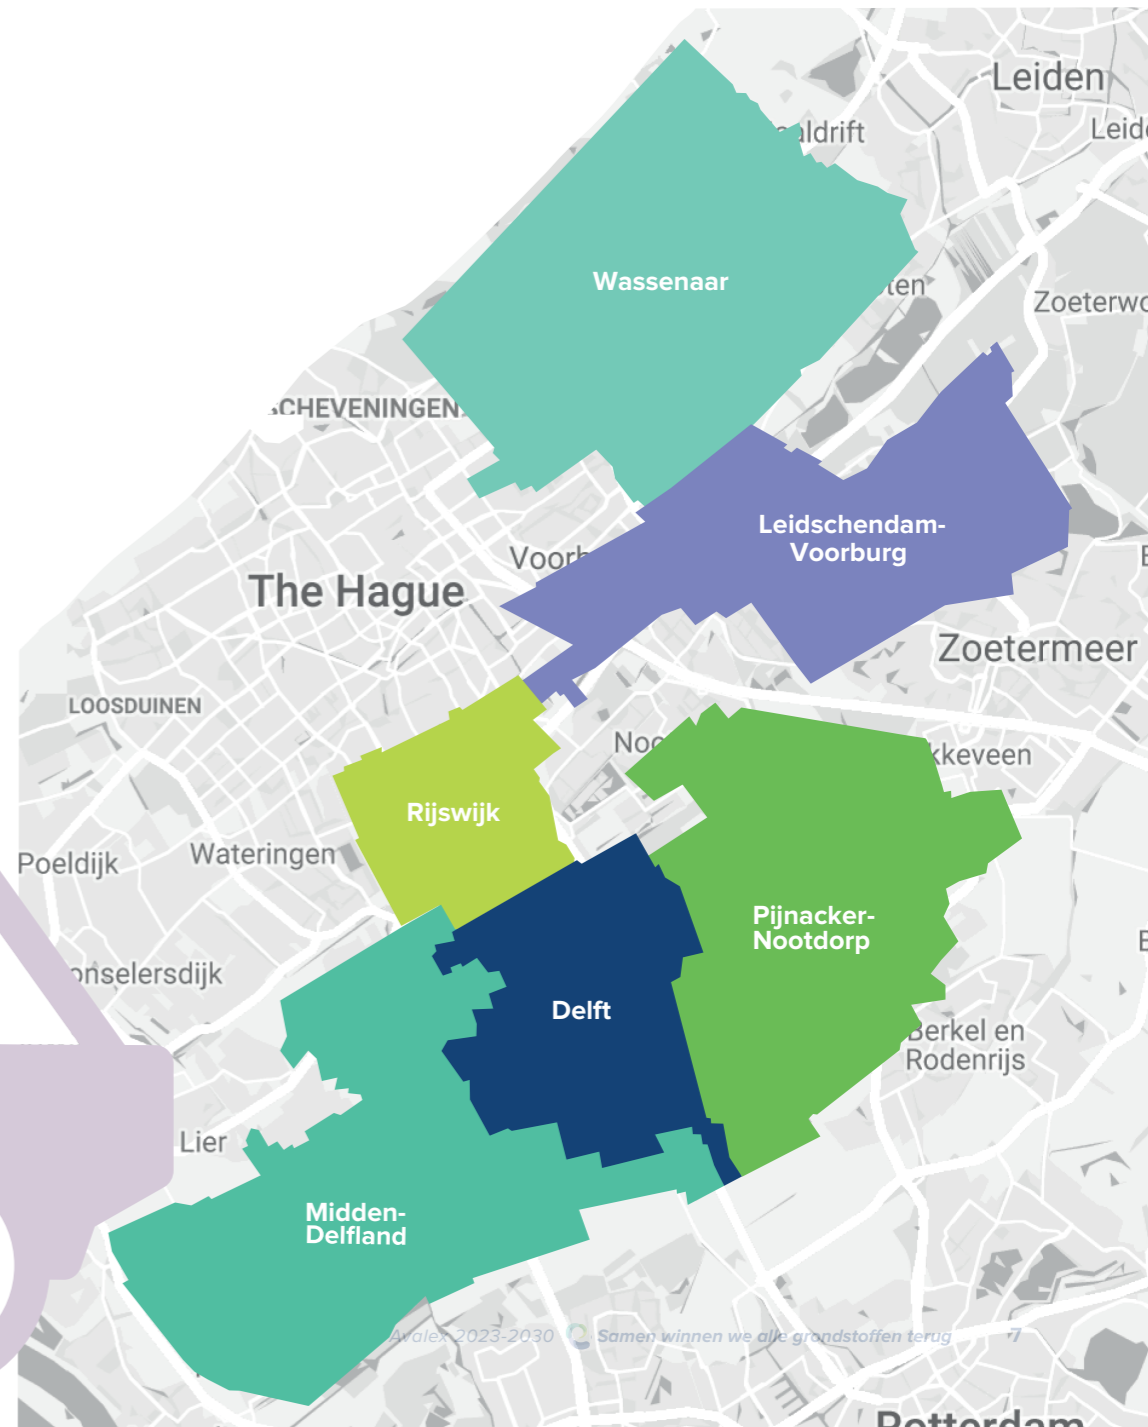 Leiden
Leid
aldrift
Wassenaar
ten
Zoeterwo
SCHEVENINGEN
Leidschendam-
Voorburg
Voorb
The Hague
Zoetermeer
LOOSDUINEN
Noo
kkeveen
Rijswijk
Poeldijk
Wateringen
Pijnacker-
Nootdorp
onselersdijk
Delft
Berkel en
Rodenrijs
Lier
Midden-
Delfland
Avalex 2023-2030 Samen winnen we alle grondstoffen terug 7
Rotterdam